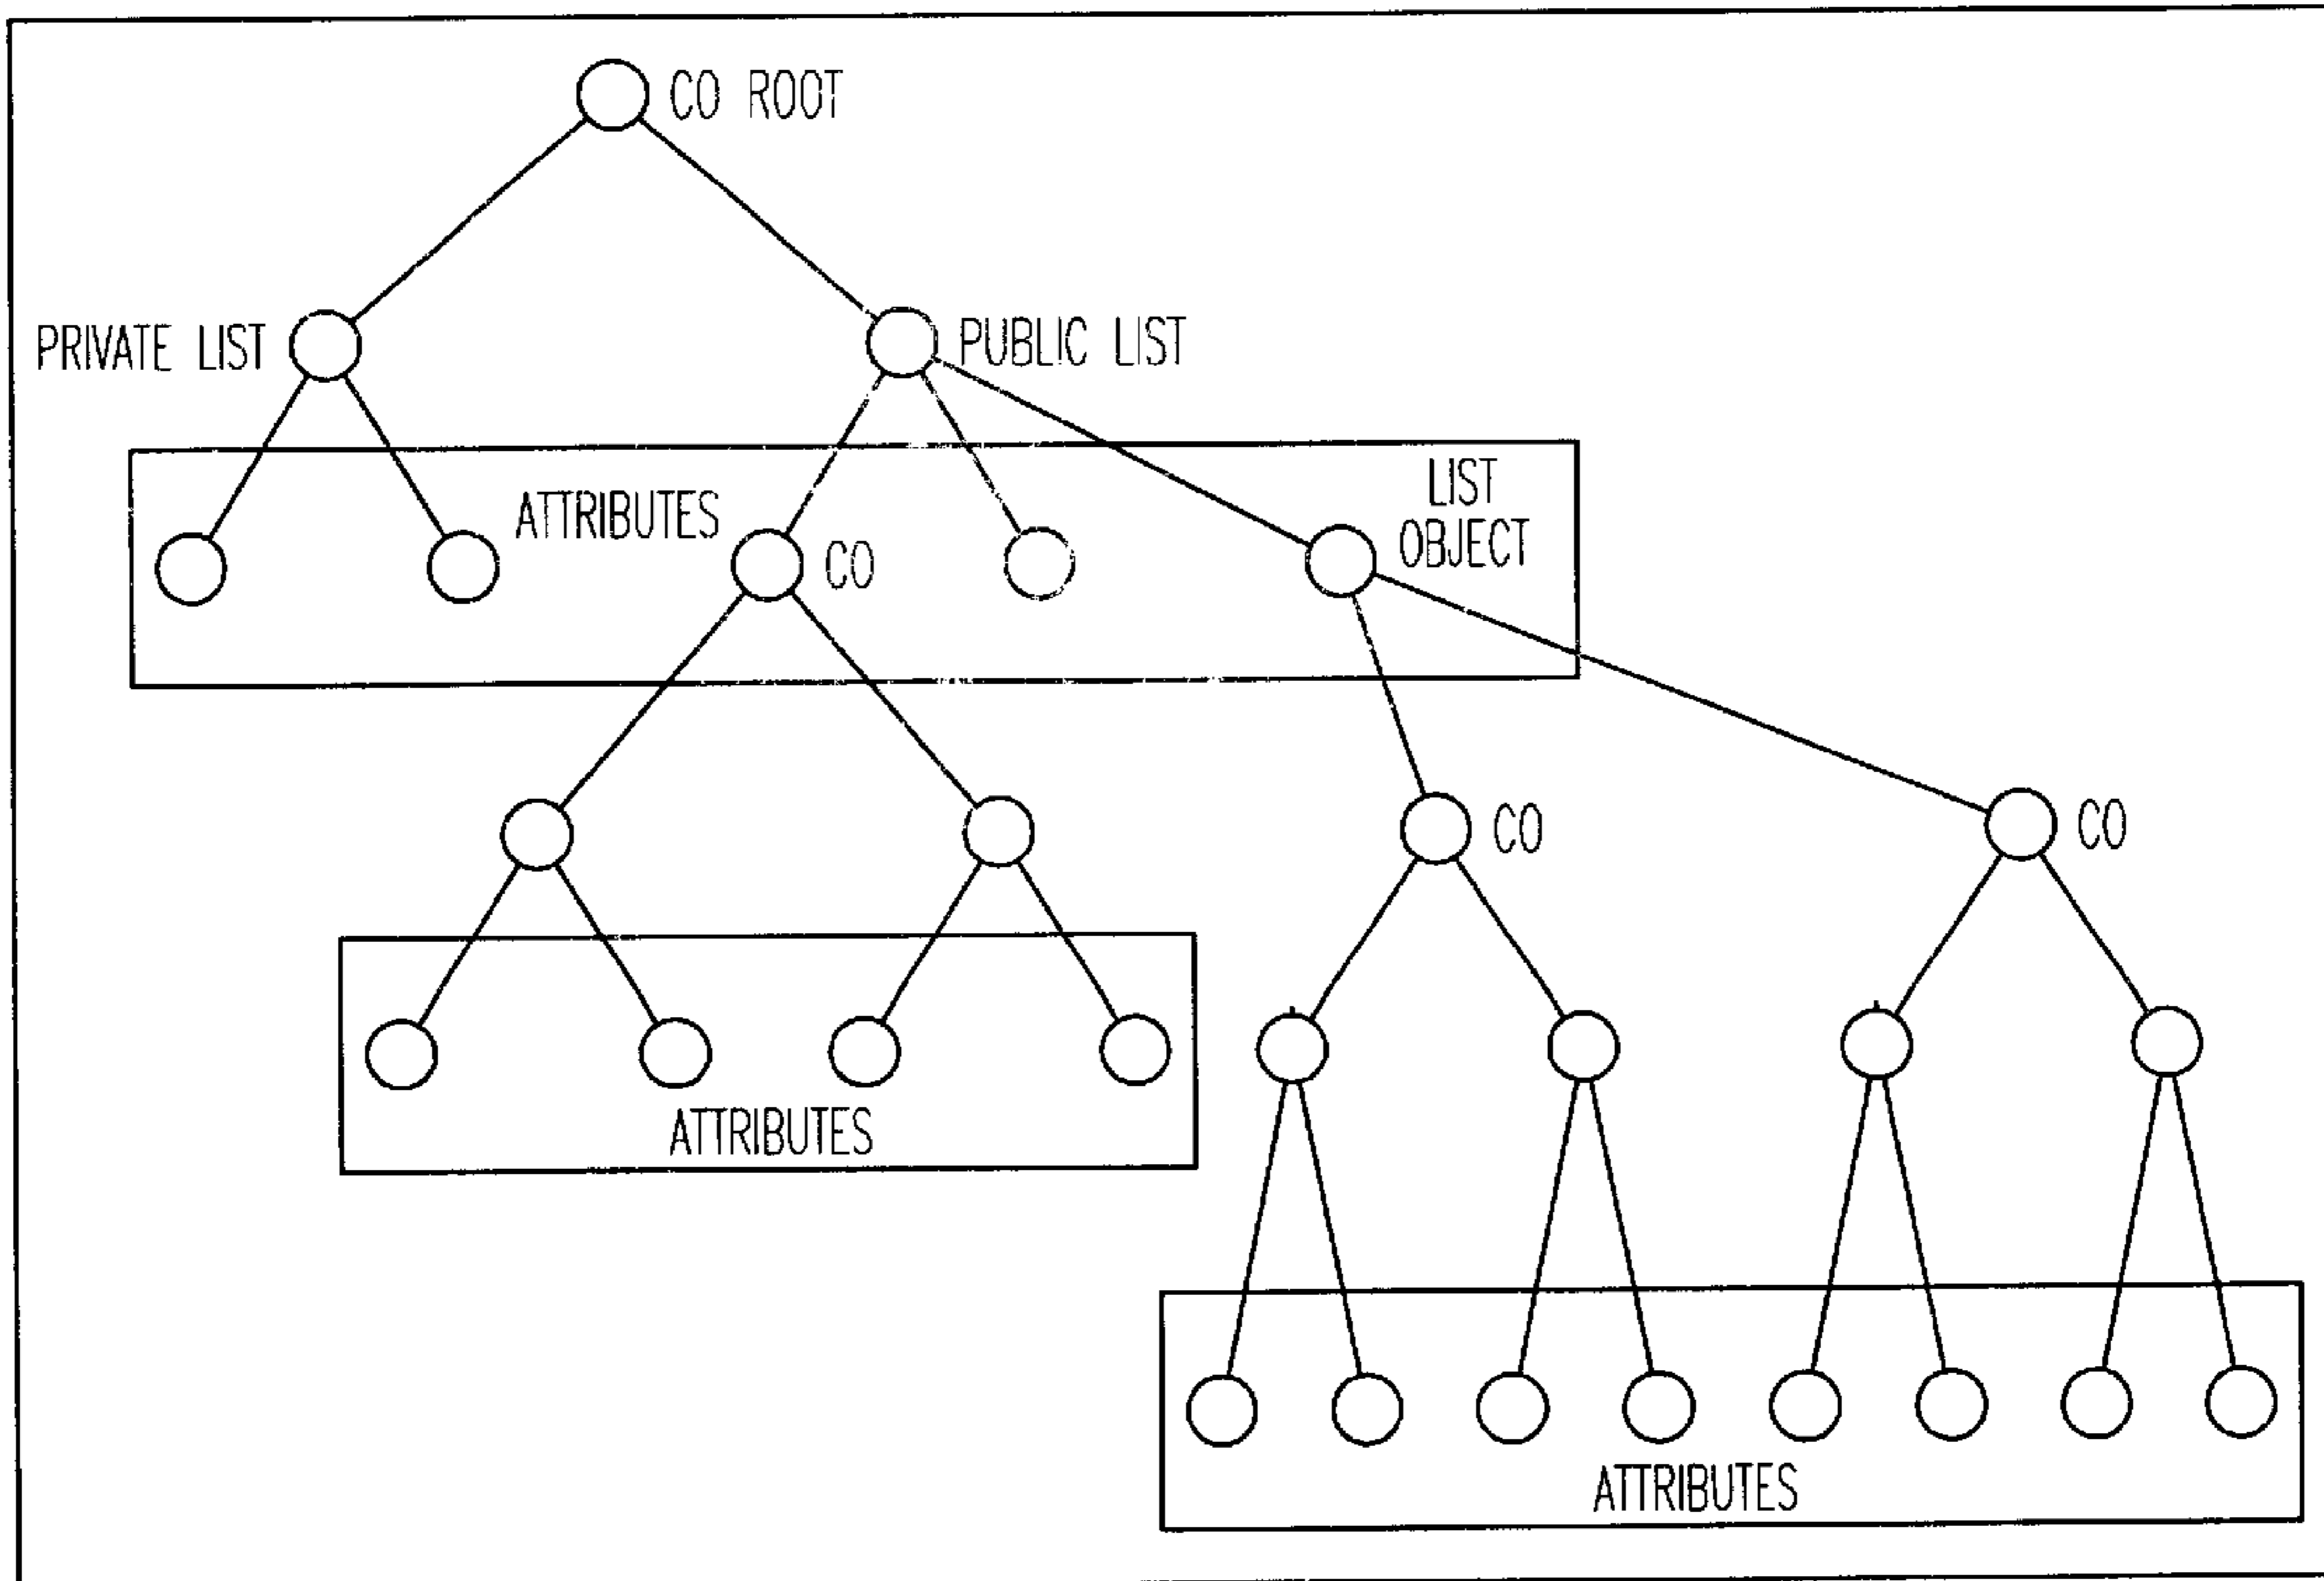 CO ROOT
PRIVATE LIST
PUBLIC LIST
ATTRIBUTES
CO
LIST
OBJECT
CO
CO
ATTRIBUTES
ATTRIBUTES